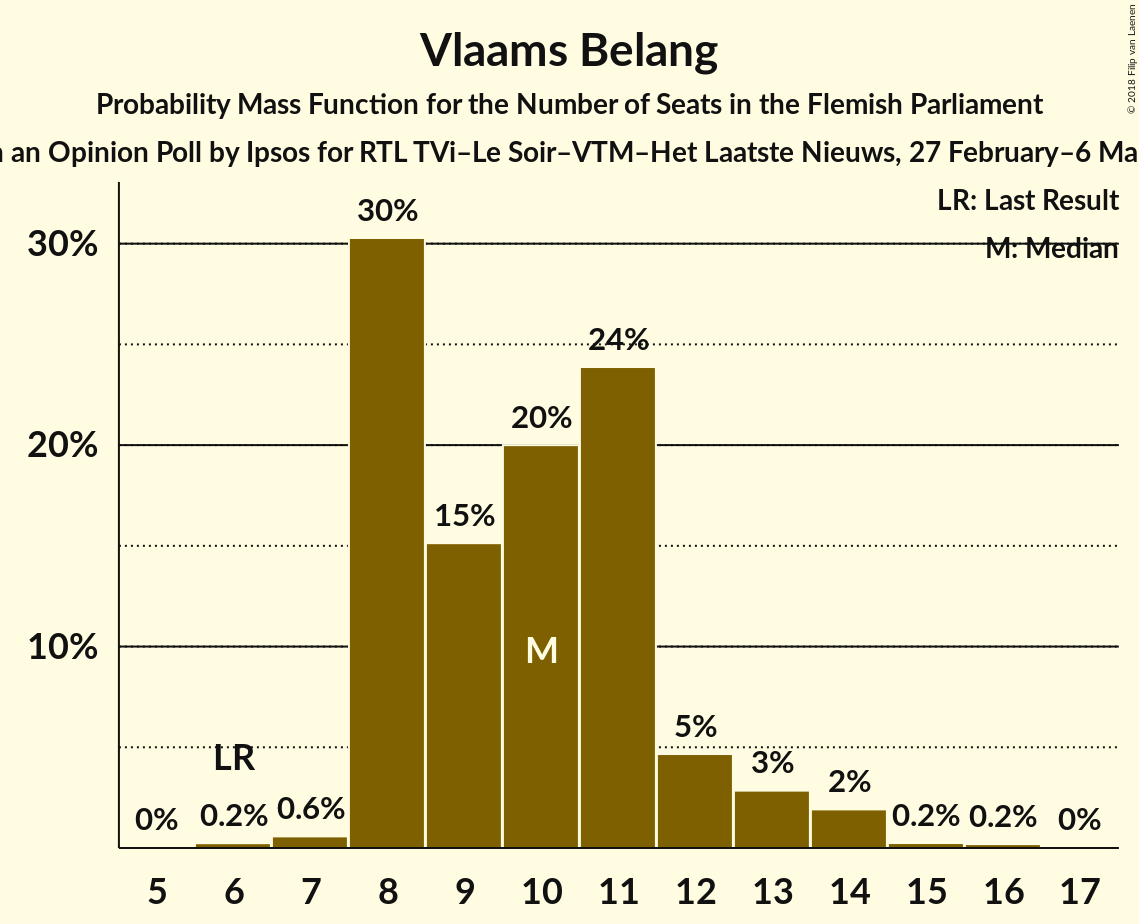 Vlaams Belang
Probability Mass Function for the Number of Seats in the Flemish Parliament
an Opinion Poll by Ipsos for RTL TVi–Le Soir–VTM–Het Laatste Nieuws, 27 February–6
© 2018 Filip van Laenen
LR: Last Result
M: Median
30%
20%
10%
0%
0.2%
0.6%
30%
15%
20%
24%
5%
3%
2%
0.2%
0.2%
0%
LR
M
5 6 7 8 9 10 11 12 13 14 15 16 17